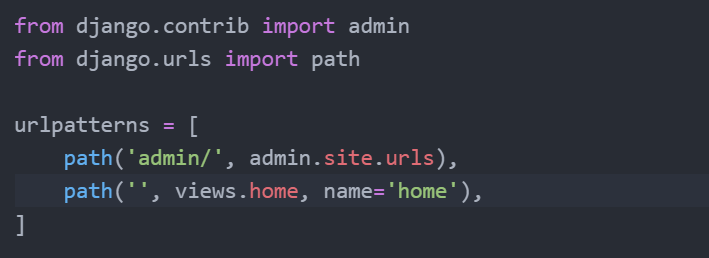 from django.contrib import admin
from django.urls import path

urlpatterns = [
    path('admin/', admin.site.urls),
    path('', views.home, name='home'),
]